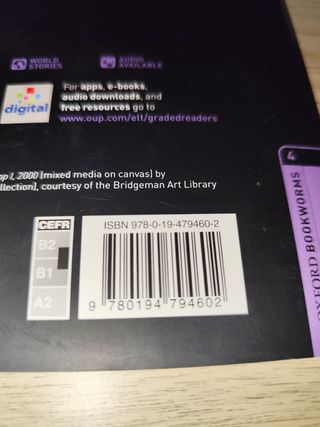 WORLD
STORIES
AUDIO
AVAILABLE
digital
For apps, e-books,
audio downloads, and
free resources go to
www.oup.com/elt/gradedreaders
I, 2000 (mixed media on canvas) by
courtesy of the Bridgeman Art Library
CEFR
B2
B1
A2
ISBN 978-0-19-479460-2
9 780194 794602
4
OXFORD BOOKWORMS